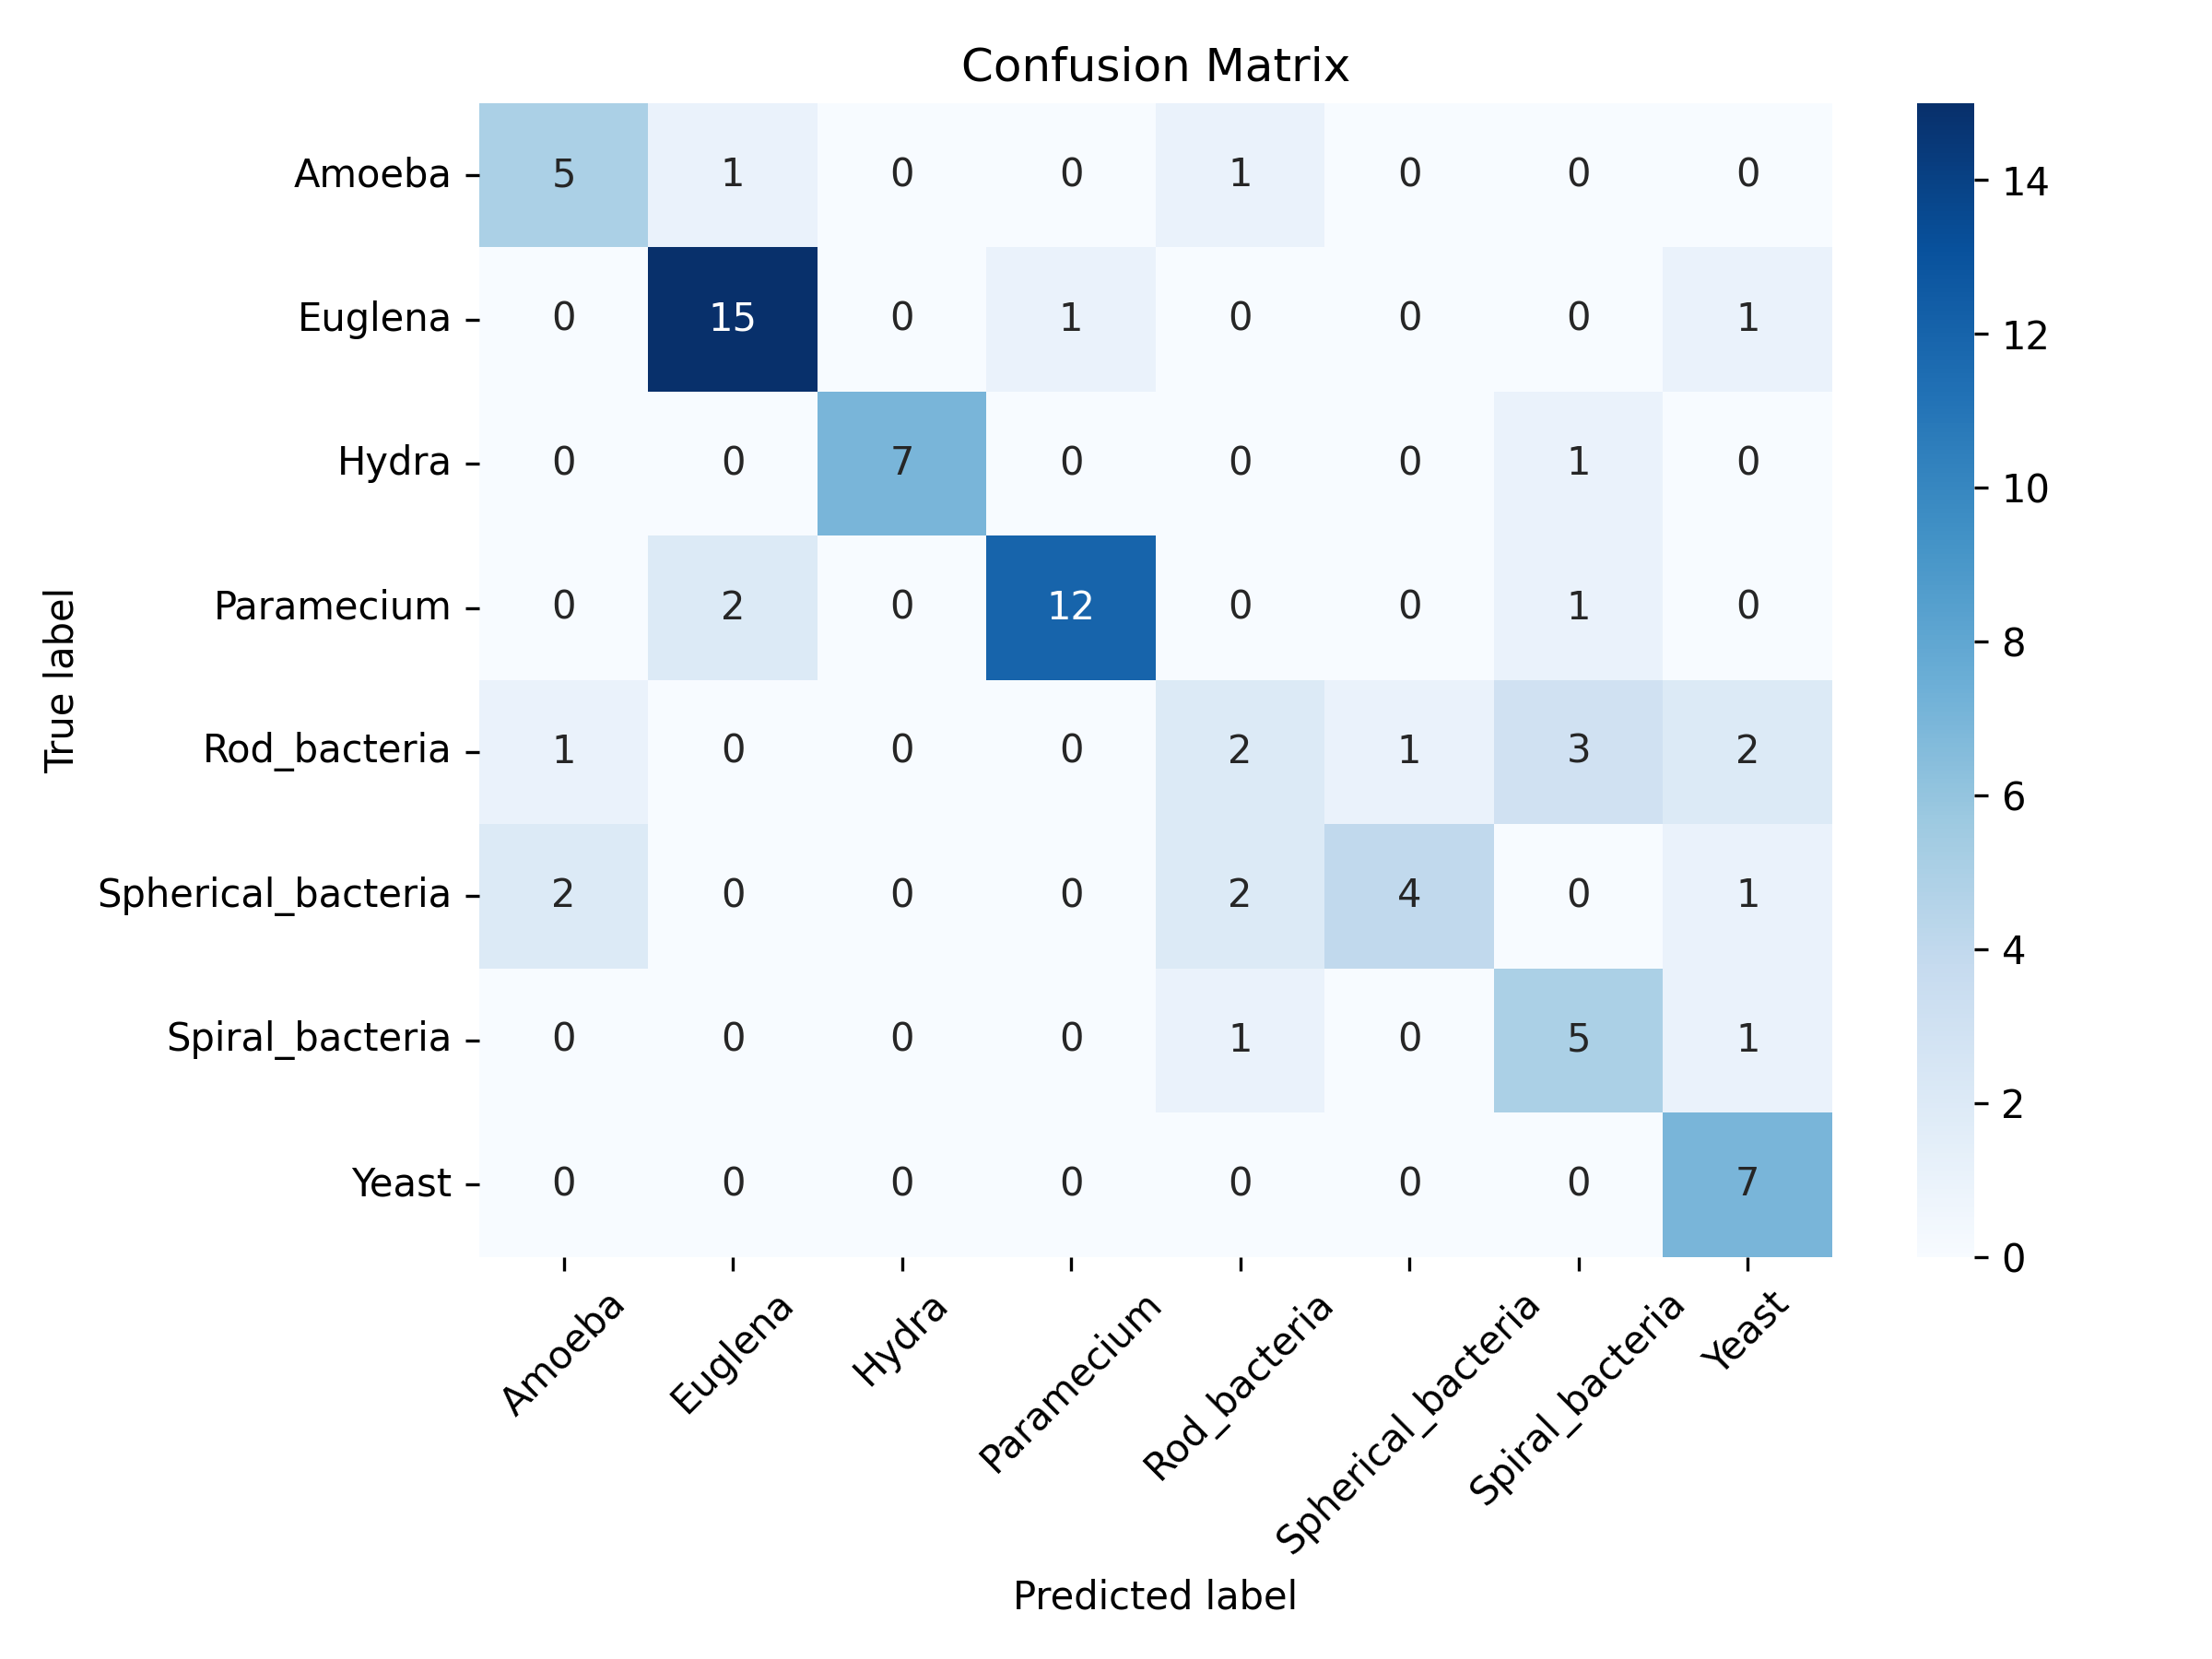 Confusion Matrix
Amoeba 5 1 0 0 1 0 0 0
Euglena 0 15 0 1 0 0 0 1
Hydra 0 0 7 0 0 0 1 0
Paramecium 0 2 0 12 0 0 1 0
Rod_bacteria 1 0 0 0 2 1 3 2
Spherical_bacteria 2 0 0 0 2 4 0 1
Spiral_bacteria 0 0 0 0 1 0 5 1
Yeast 0 0 0 0 0 0 0 7
True label
Amoeba Euglena Hydra Paramecium Rod_bacteria Spherical_bacteria Spiral_bacteria Yeast
Predicted label
14
12
10
8
6
4
2
0